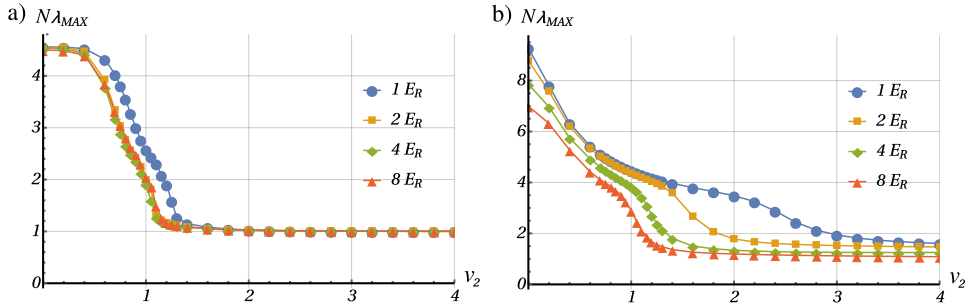 a) NλMAX
4
3
2
1
0
1 2 3 4 v2
1 ER
2 ER
4 ER
8 ER
b) NλMAX
8
6
4
2
0
1 2 3 4 v2
1 ER
2 ER
4 ER
8 ER